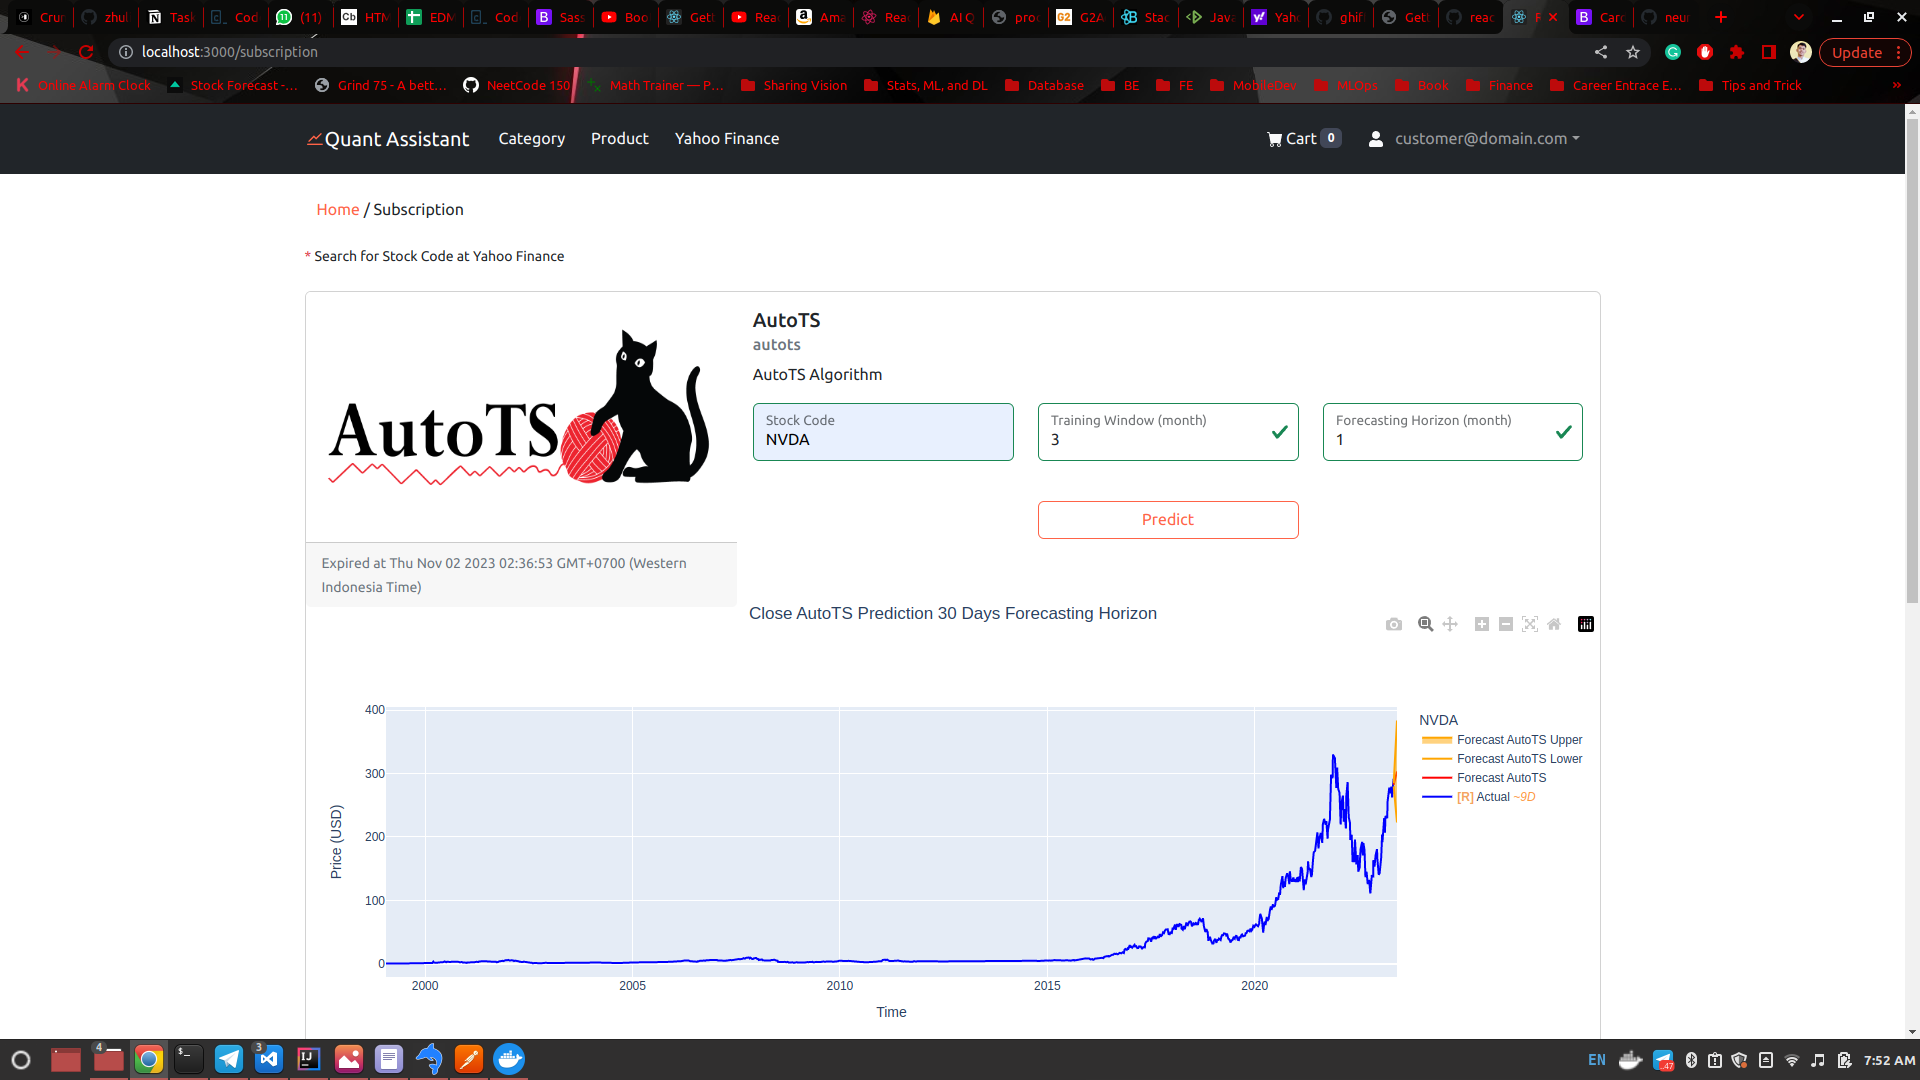 Crun
zhul
Task
Cod
(11)
HTM
EDM
Cod
Sass
Boo
Getl
Reac
Ama
Reac
AI Q
proc
G2A
Stac
Java
Yaho
ghif
Gett
reac
R
Carc
neur
localhost:3000/subscription
Update
Online Alarm Clock
Stock Forecast -...
Grind 75 - A bett...
NeetCode 150
Math Trainer — P...
Sharing Vision
Stats, ML, and DL
Database
BE
FE
MobileDev
MLOps
Book
Finance
Career Entrace E...
Tips and Trick
»
Quant Assistant Category Product Yahoo Finance Cart 0 customer@domain.com
Home / Subscription
* Search for Stock Code at Yahoo Finance
AutoTS
AutoTS
autots
AutoTS Algorithm
Stock Code
NVDA
Training Window (month)
3
Forecasting Horizon (month)
1
Predict
Expired at Thu Nov 02 2023 02:36:53 GMT+0700 (Western
Indonesia Time)
Close AutoTS Prediction 30 Days Forecasting Horizon
400
300
200
100
0
Price (USD)
2000
2005
2010
2015
2020
Time
NVDA
Forecast AutoTS Upper
Forecast AutoTS Lower
Forecast AutoTS
[R] Actual ~9D
4
3
EN
47
7:52 AM